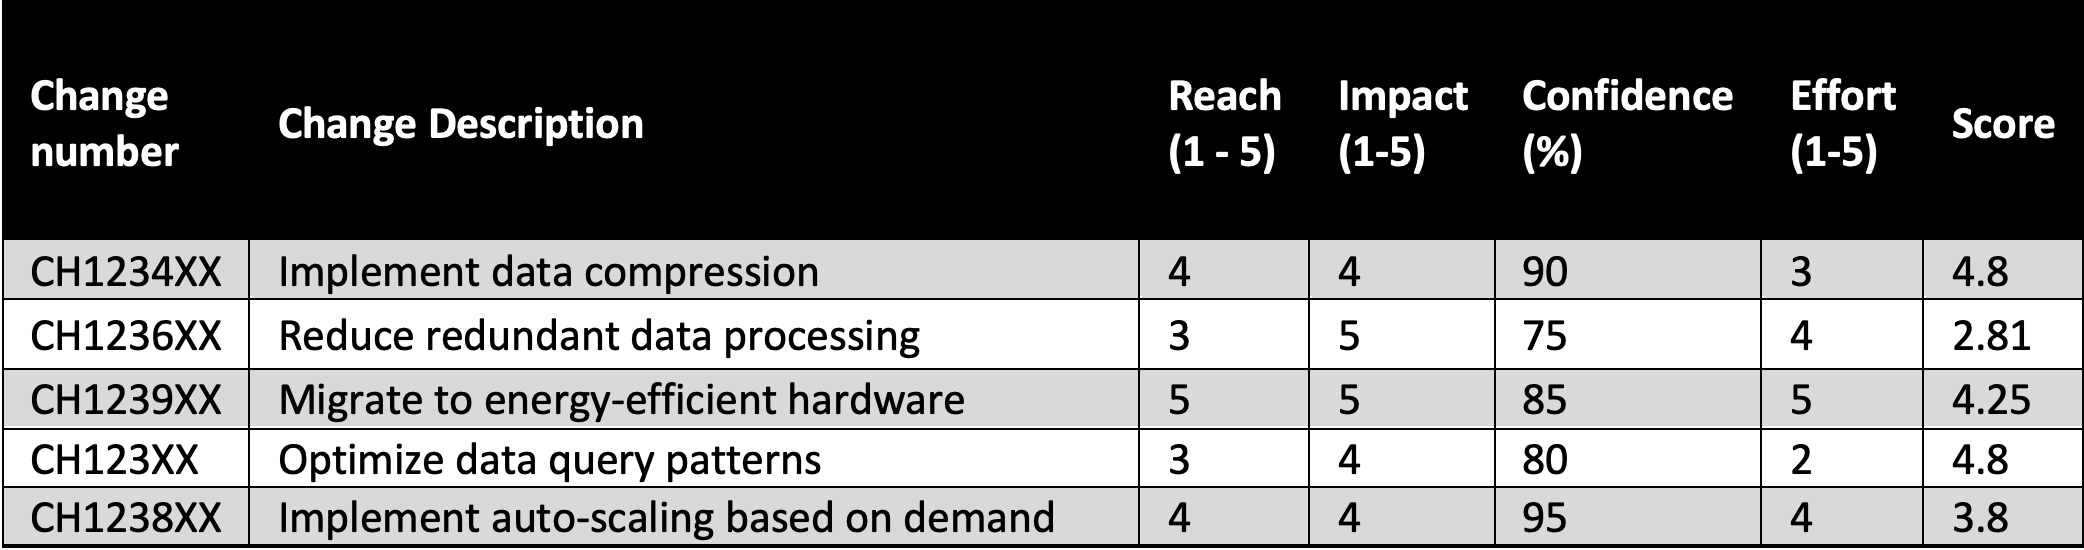 Change number Change Description Reach (1 - 5) Impact (1-5) Confidence (%) Effort (1-5) Score
CH1234XX Implement data compression 4 4 90 3 4.8
CH1236XX Reduce redundant data processing 3 5 75 4 2.81
CH1239XX Migrate to energy-efficient hardware 5 5 85 5 4.25
CH123XX Optimize data query patterns 3 4 80 2 4.8
CH1238XX Implement auto-scaling based on demand 4 4 95 4 3.8